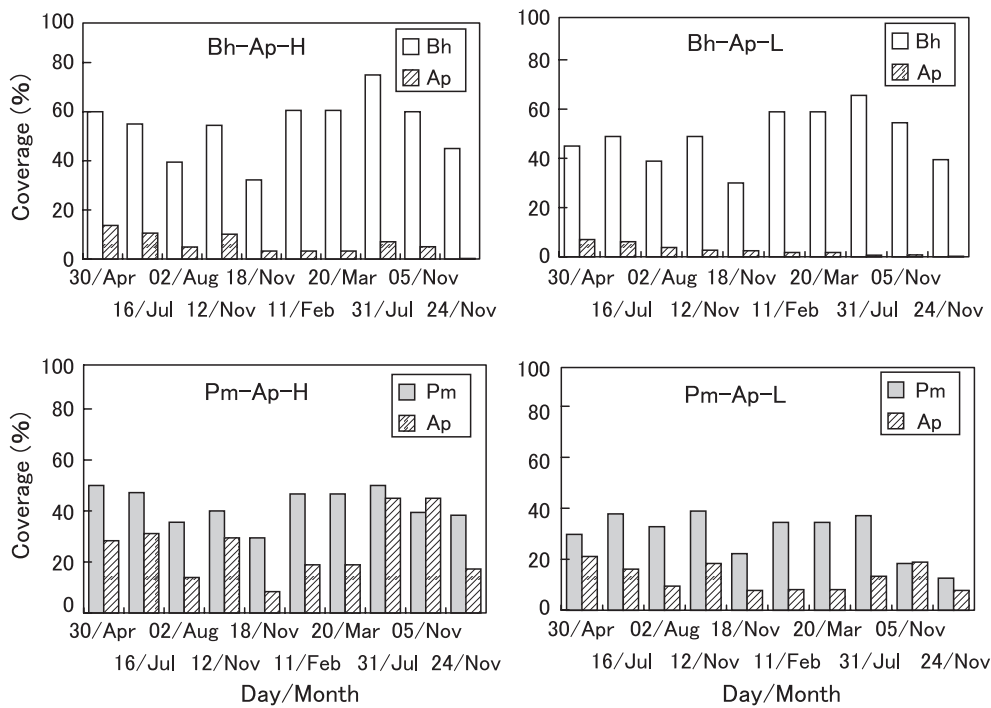 Bh-Ap-H
Bh
Ap
Coverage (%)
100
80
60
40
20
0
30/Apr 02/Aug 18/Nov 20/Mar 05/Nov
16/Jul 12/Nov 11/Feb 31/Jul 24/Nov
Bh-Ap-L
Bh
Ap
100
80
60
40
20
0
30/Apr 02/Aug 18/Nov 20/Mar 05/Nov
16/Jul 12/Nov 11/Feb 31/Jul 24/Nov
Pm-Ap-H
Pm
Ap
Coverage (%)
100
80
60
40
20
0
30/Apr 02/Aug 18/Nov 20/Mar 05/Nov
16/Jul 12/Nov 11/Feb 31/Jul 24/Nov
Day/Month
Pm-Ap-L
Pm
Ap
100
80
60
40
20
0
30/Apr 02/Aug 18/Nov 20/Mar 05/Nov
16/Jul 12/Nov 11/Feb 31/Jul 24/Nov
Day/Month